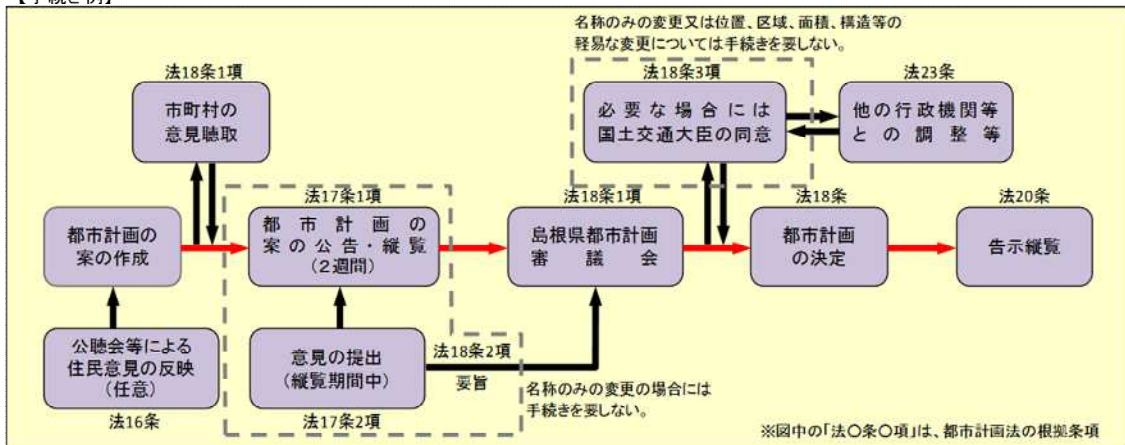 【手続き例】
名称のみの変更又は位置、区域、面積、構造等の
軽易な変更については手続きを要しない。
法18条1項
市町村の
意見聴取
法18条3項
必要な場合には
国土交通大臣の同意
法23条
他の行政機関等
との調整等
都市計画の
案の作成
法17条1項
都市計画の
案の公告・縦覧
(2週間)
法18条1項
島根県都市計画
審議会
法18条
都市計画
の決定
法20条
告示縦覧
公聴会等による
住民意見の反映
(任意)
法16条
意見の提出
(縦覧期間中)
法17条2項
法18条2項
要旨
名称のみの変更の場合には
手続きを要しない。
※図中の「法〇条〇項」は、都市計画法の根拠条項